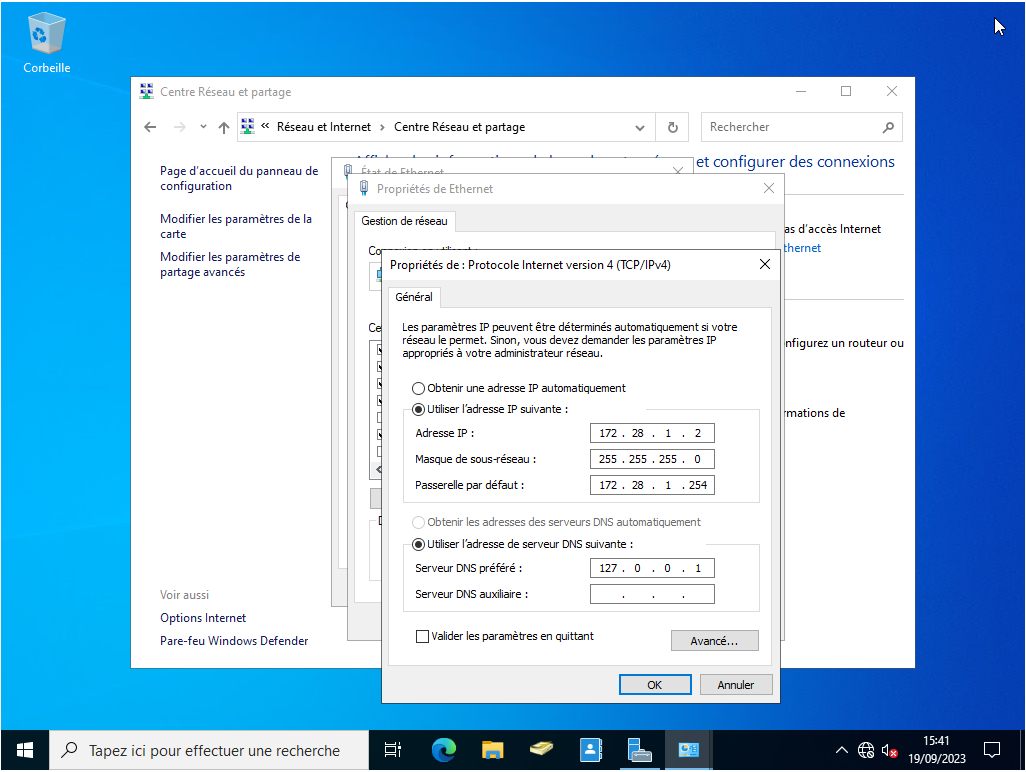 Corbeille
Centre Réseau et partage
« Réseau et Internet > Centre Réseau et partage
Rechercher
Page d'accueil du panneau de
configuration
Modifier les paramètres de la
carte
Modifier les paramètres de
partage avancés
et configurer des connexions
État de Ethernet
Propriétés de Ethernet
Gestion de réseau
as d'accès Internet
thernet
nfigurez un routeur ou
rmations de
Propriétés de : Protocole Internet version 4 (TCP/IPv4)
Général
Les paramètres IP peuvent être déterminés automatiquement si votre
réseau le permet. Sinon, vous devez demander les paramètres IP
appropriés à votre administrateur réseau.
Obtenir une adresse IP automatiquement
Utiliser l'adresse IP suivante :
Adresse IP : 172 . 28 . 1 . 2
Masque de sous-réseau : 255 . 255 . 255 . 0
Passerelle par défaut : 172 . 28 . 1 . 254
Obtenir les adresses des serveurs DNS automatiquement
Utiliser l'adresse de serveur DNS suivante :
Serveur DNS préféré : 127 . 0 . 0 . 1
Serveur DNS auxiliaire : . . .
Valider les paramètres en quittant
Avancé...
OK
Annuler
Voir aussi
Options Internet
Pare-feu Windows Defender
Tapez ici pour effectuer une recherche
15:41
19/09/2023